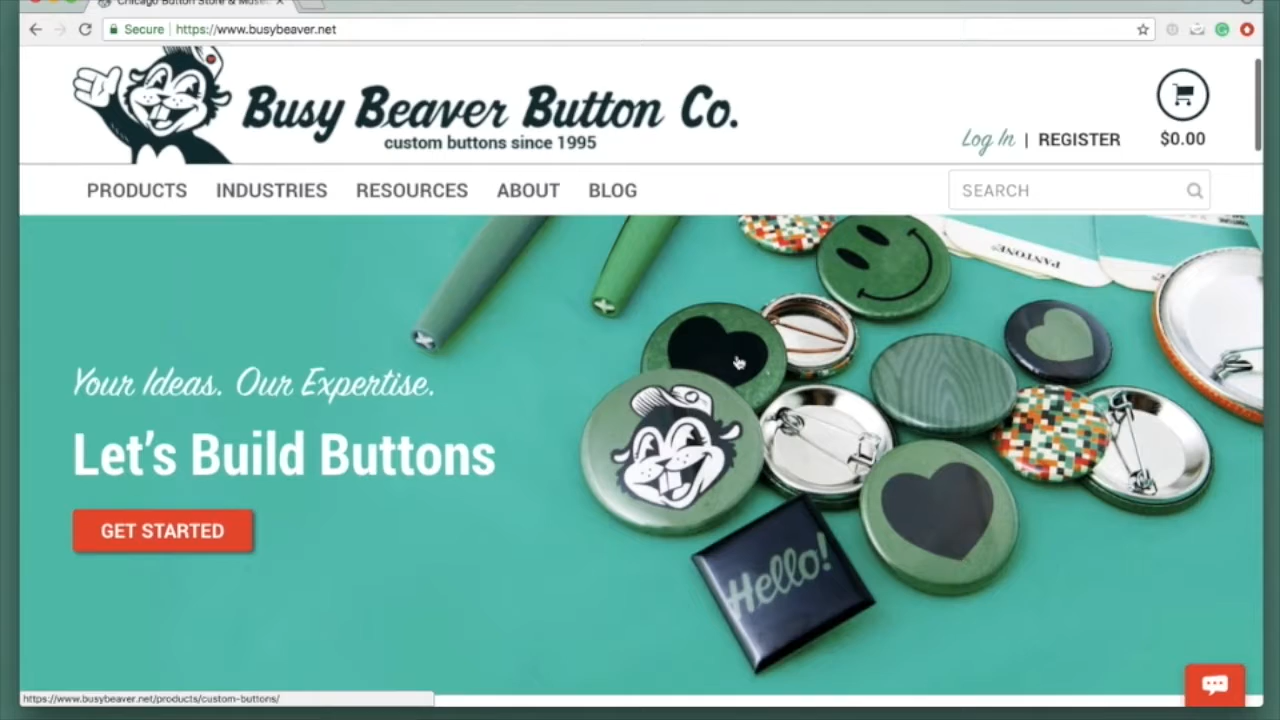 Chicago Button Store & Muse
Secure
https://www.busybeaver.net
Busy Beaver Button Co.
custom buttons since 1995
Log In | REGISTER
$0.00
PRODUCTS INDUSTRIES RESOURCES ABOUT BLOG
SEARCH
PANTONE®
Your Ideas. Our Expertise.
Let's Build Buttons
GET STARTED
Hello!
https://www.busybeaver.net/products/custom-buttons/